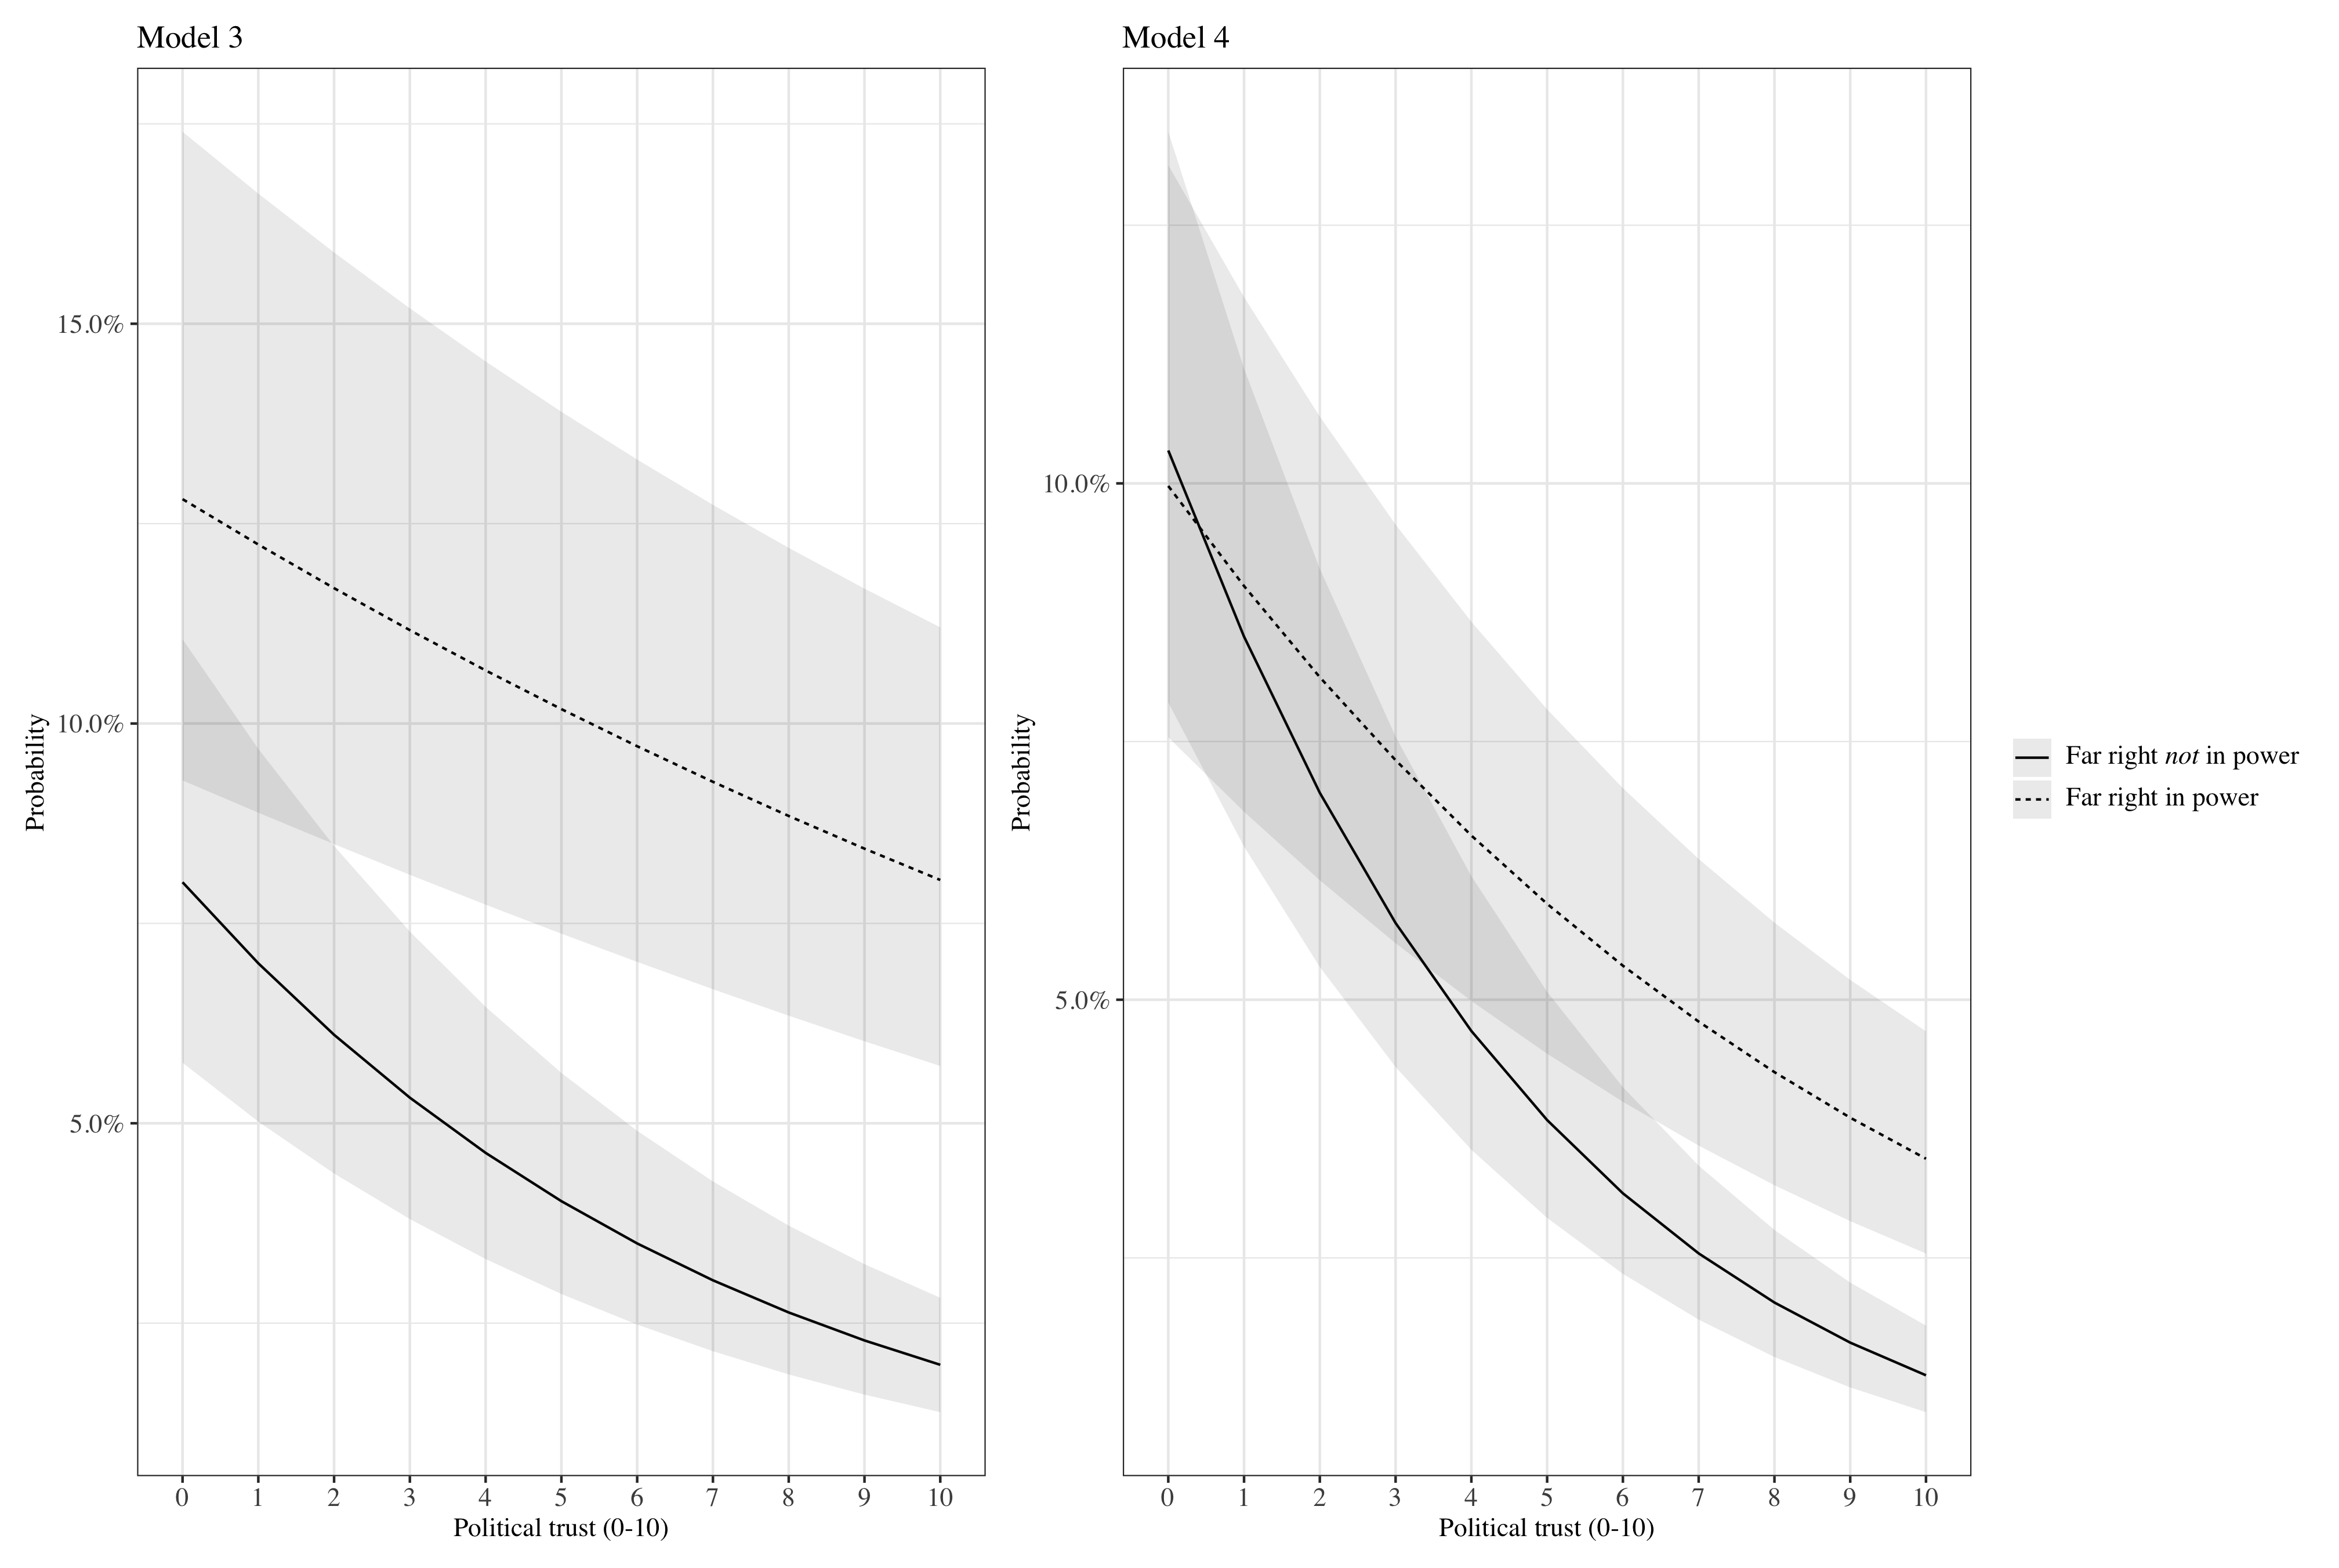 Model 3
Probability
15.0%
10.0%
5.0%
0 1 2 3 4 5 6 7 8 9 10
Political trust (0-10)
Model 4
Probability
10.0%
5.0%
0 1 2 3 4 5 6 7 8 9 10
Political trust (0-10)
Far right not in power
Far right in power